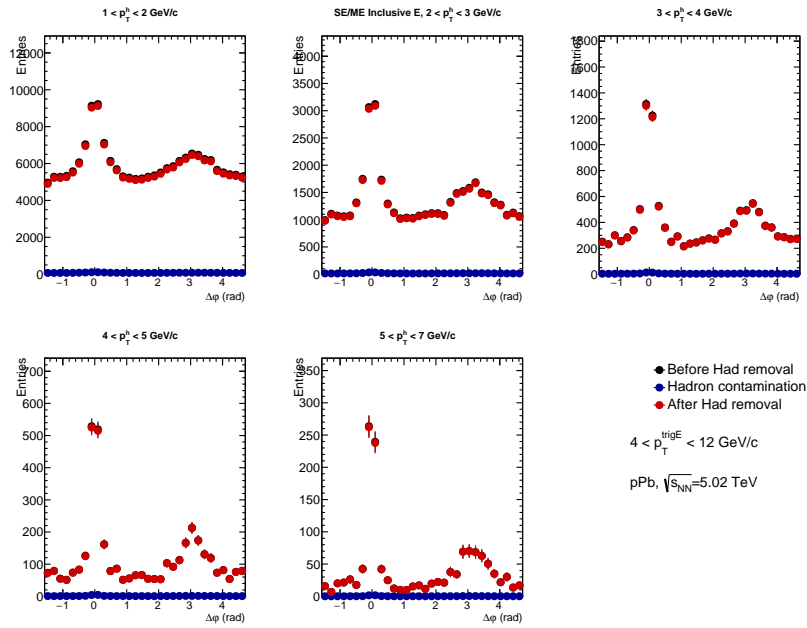 1 < p_T^h < 2 GeV/c
Entries
12000
10000
8000
6000
4000
2000
0
−1 0 1 2 3 4
Δφ (rad)
SE/ME Inclusive E, 2 < p_T^h < 3 GeV/c
Entries
4000
3500
3000
2500
2000
1500
1000
500
0
−1 0 1 2 3 4
Δφ (rad)
3 < p_T^h < 4 GeV/c
Entries
1800
1600
1400
1200
1000
800
600
400
200
0
−1 0 1 2 3 4
Δφ (rad)
4 < p_T^h < 5 GeV/c
Entries
700
600
500
400
300
200
100
0
−1 0 1 2 3 4
Δφ (rad)
5 < p_T^h < 7 GeV/c
Entries
350
300
250
200
150
100
50
0
−1 0 1 2 3 4
Δφ (rad)
Before Had removal
Hadron contamination
After Had removal
4 < p_T^trigE < 12 GeV/c
pPb, √s_NN=5.02 TeV